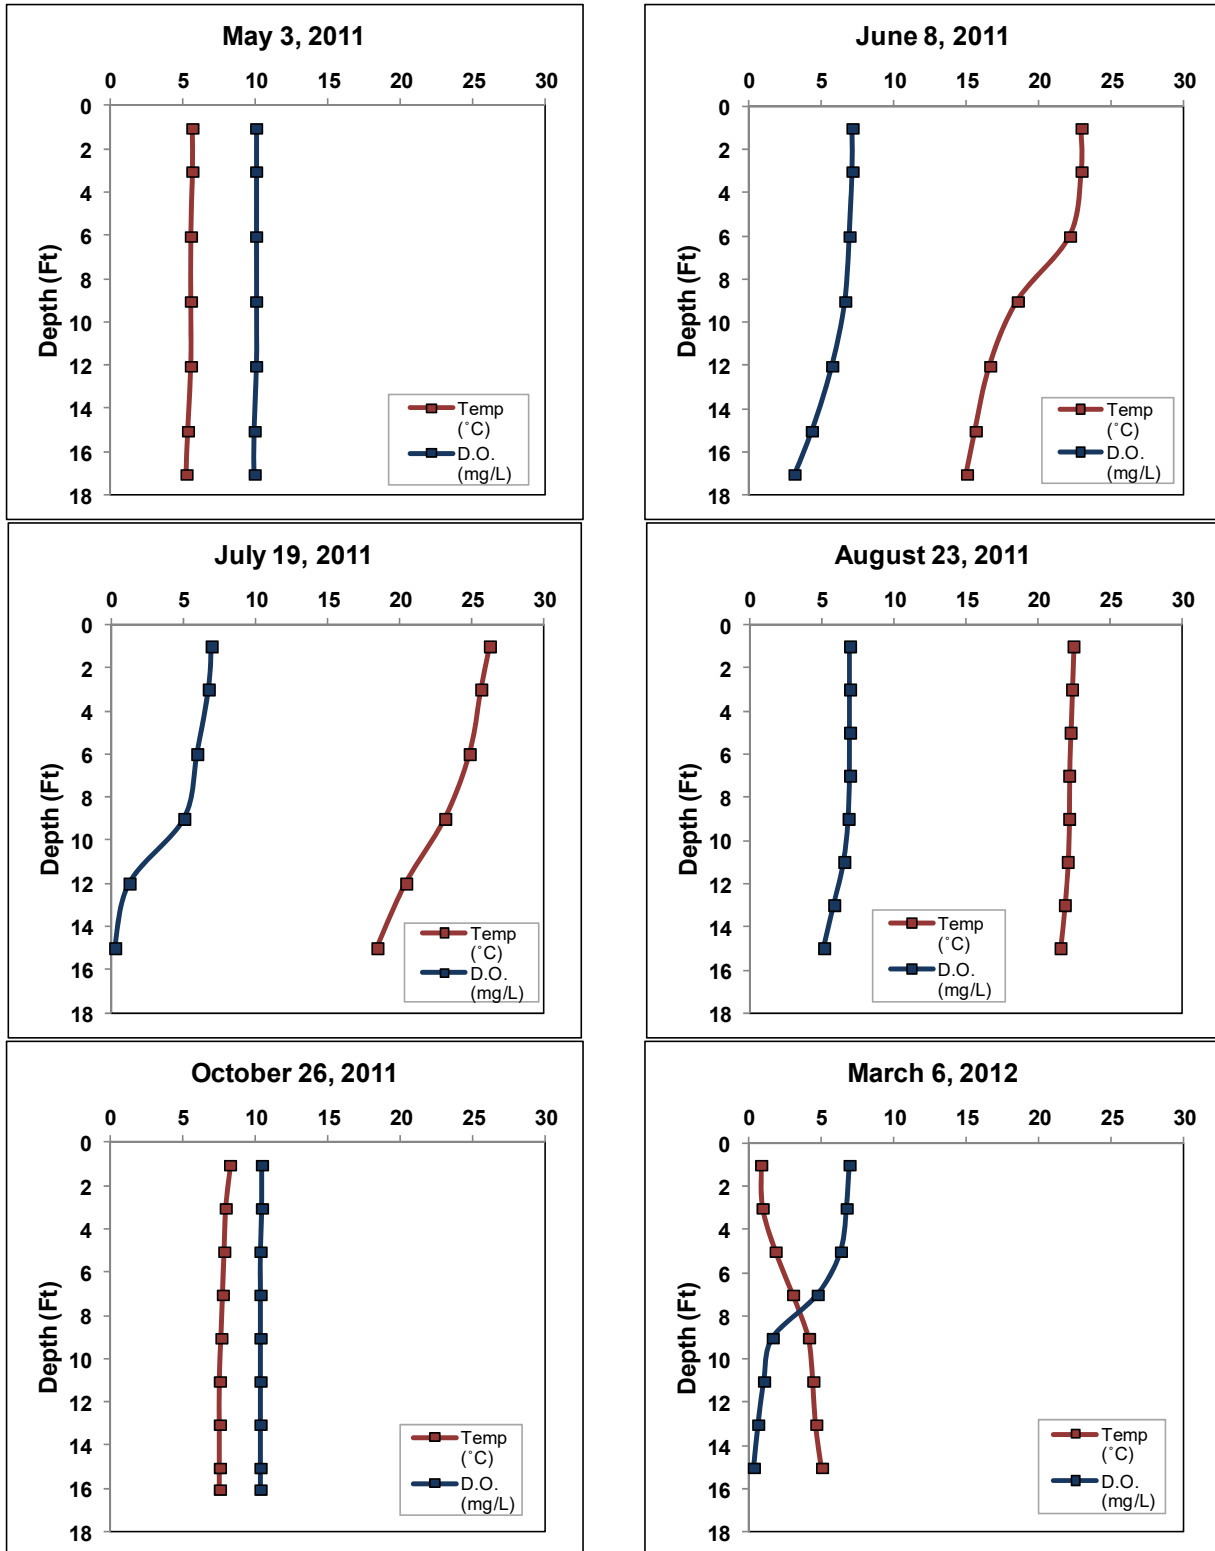 May 3, 2011
0 5 10 15 20 25 30
0
2
4
6
8
10
12
14
16
18
Depth (Ft)
Temp
(˚C)
D.O.
(mg/L)
June 8, 2011
0 5 10 15 20 25 30
0
2
4
6
8
10
12
14
16
18
Depth (Ft)
Temp
(˚C)
D.O.
(mg/L)
July 19, 2011
0 5 10 15 20 25 30
0
2
4
6
8
10
12
14
16
18
Depth (Ft)
Temp
(˚C)
D.O.
(mg/L)
August 23, 2011
0 5 10 15 20 25 30
0
2
4
6
8
10
12
14
16
18
Depth (Ft)
Temp
(˚C)
D.O.
(mg/L)
October 26, 2011
0 5 10 15 20 25 30
0
2
4
6
8
10
12
14
16
18
Depth (Ft)
Temp
(˚C)
D.O.
(mg/L)
March 6, 2012
0 5 10 15 20 25 30
0
2
4
6
8
10
12
14
16
18
Depth (Ft)
Temp
(˚C)
D.O.
(mg/L)